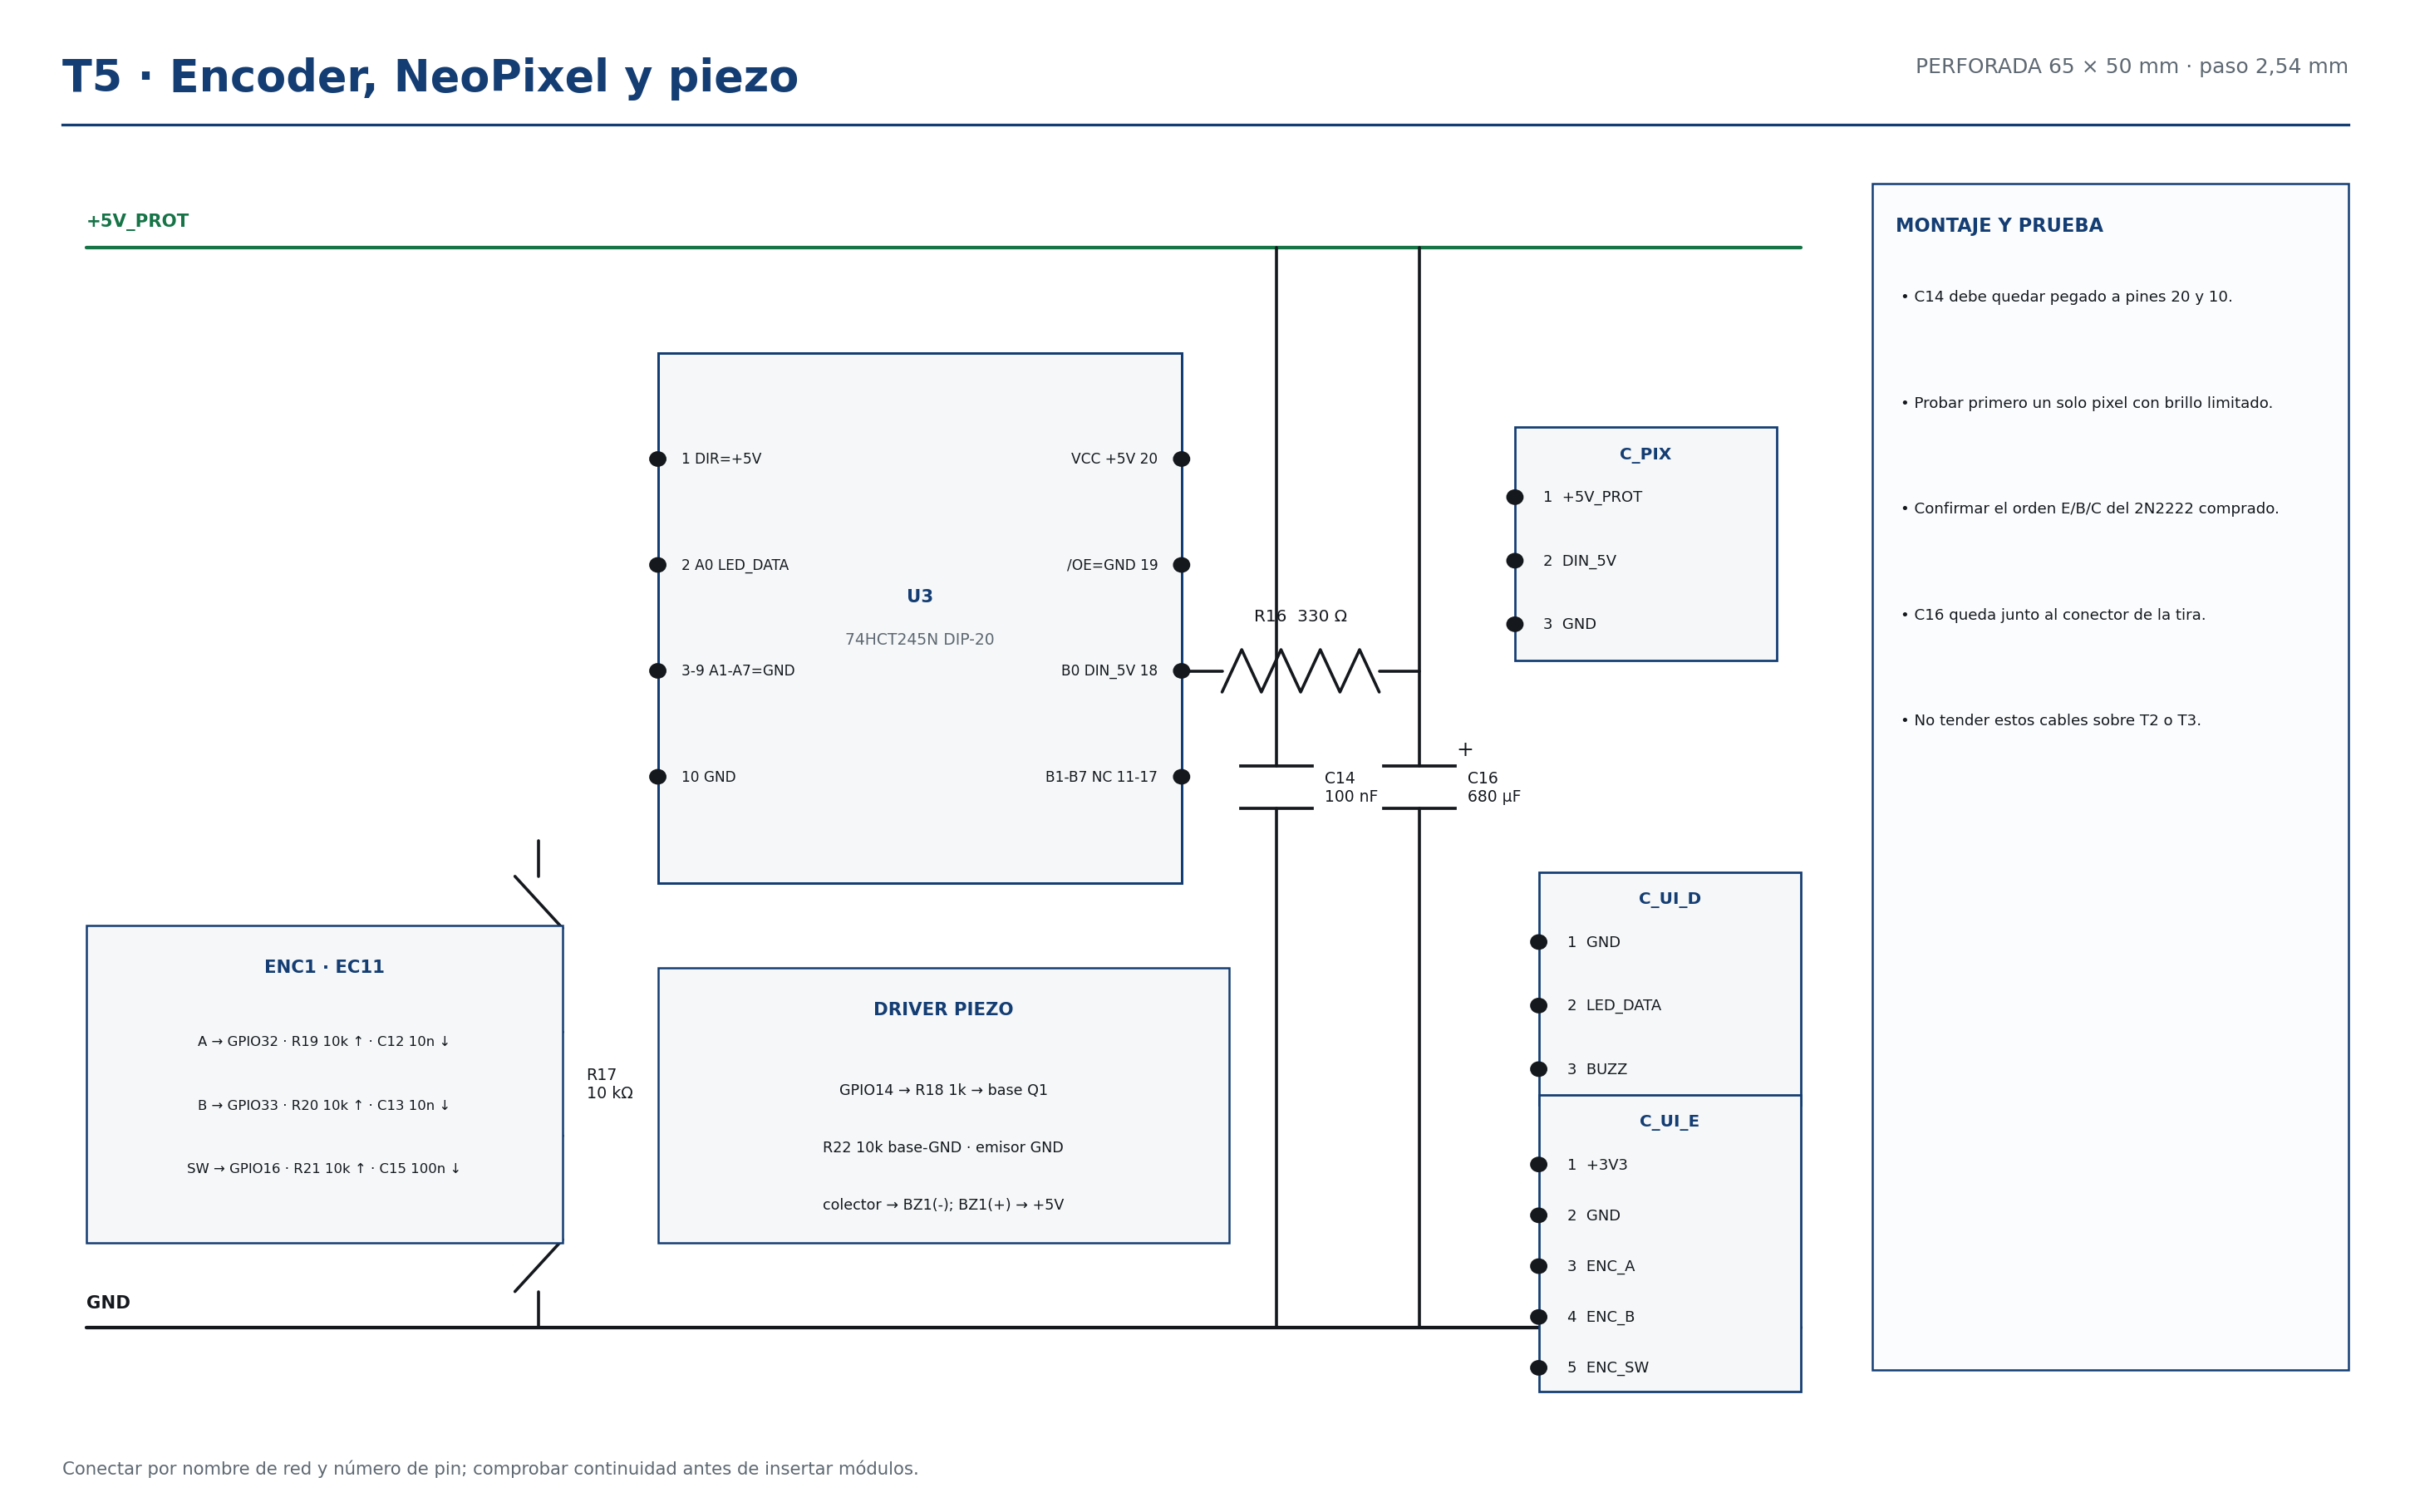 T5 · Encoder, NeoPixel y piezo
PERFORADA 65 × 50 mm · paso 2,54 mm
+5V_PROT
1 DIR=+5V
2 A0 LED_DATA
3-9 A1-A7=GND
10 GND
U3
74HCT245N DIP-20
VCC +5V 20
/OE=GND 19
B0 DIN_5V 18
B1-B7 NC 11-17
R16  330 Ω
C14
100 nF
+
C16
680 µF
C_PIX
1  +5V_PROT
2  DIN_5V
3  GND
ENC1 · EC11
A → GPIO32 · R19 10k ↑ · C12 10n ↓
B → GPIO33 · R20 10k ↑ · C13 10n ↓
SW → GPIO16 · R21 10k ↑ · C15 100n ↓
R17
10 kΩ
DRIVER PIEZO
GPIO14 → R18 1k → base Q1
R22 10k base-GND · emisor GND
colector → BZ1(-); BZ1(+) → +5V
C_UI_D
1  GND
2  LED_DATA
3  BUZZ
C_UI_E
1  +3V3
2  GND
3  ENC_A
4  ENC_B
5  ENC_SW
GND
MONTAJE Y PRUEBA
• C14 debe quedar pegado a pines 20 y 10.
• Probar primero un solo pixel con brillo limitado.
• Confirmar el orden E/B/C del 2N2222 comprado.
• C16 queda junto al conector de la tira.
• No tender estos cables sobre T2 o T3.
Conectar por nombre de red y número de pin; comprobar continuidad antes de insertar módulos.